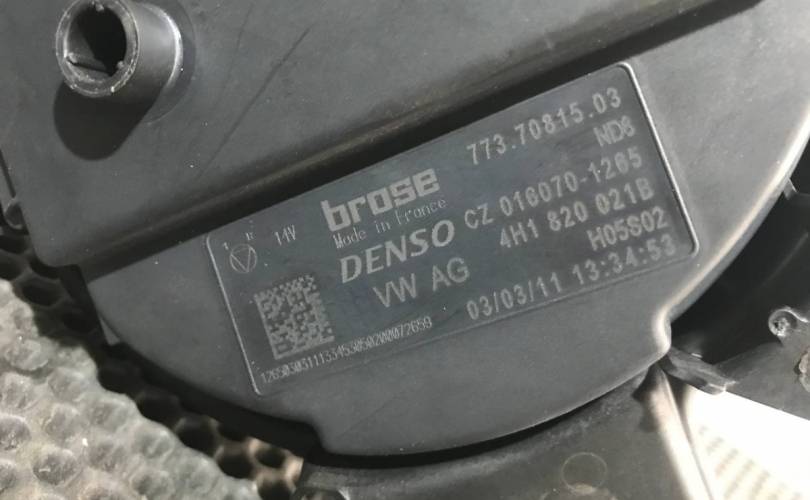 773.70815.03
ND8
brose
Made in France
14V
DENSO CZ 016070-1265
VW AG 4H1 820 021B
H05S02
03/03/11 13:34:53
1265030311133453050200072659